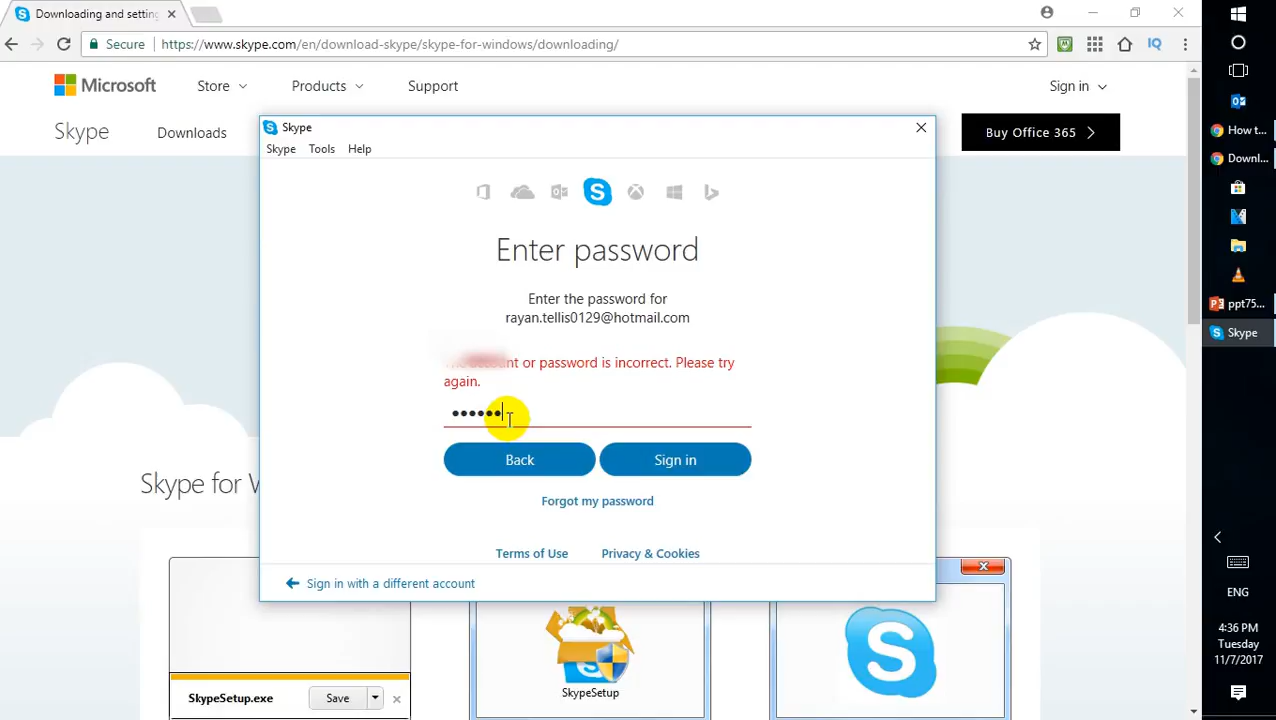 Downloading and settin
Secure
https://www.skype.com/en/download-skype/skype-for-windows/downloading/
IQ
Microsoft
Store
Products
Support
Sign in
Skype
Downloads
Buy Office 365
Skype
Skype Tools Help
Enter password
Enter the password for
rayan.tellis0129@hotmail.com
or password is incorrect. Please try
again.
Back
Sign in
Forgot my password
Terms of Use
Privacy & Cookies
Sign in with a different account
Skype for W
SkypeSetup.exe
Save
SkypeSetup
How t...
Downl...
ppt75...
Skype
ENG
4:36 PM
Tuesday
11/7/2017